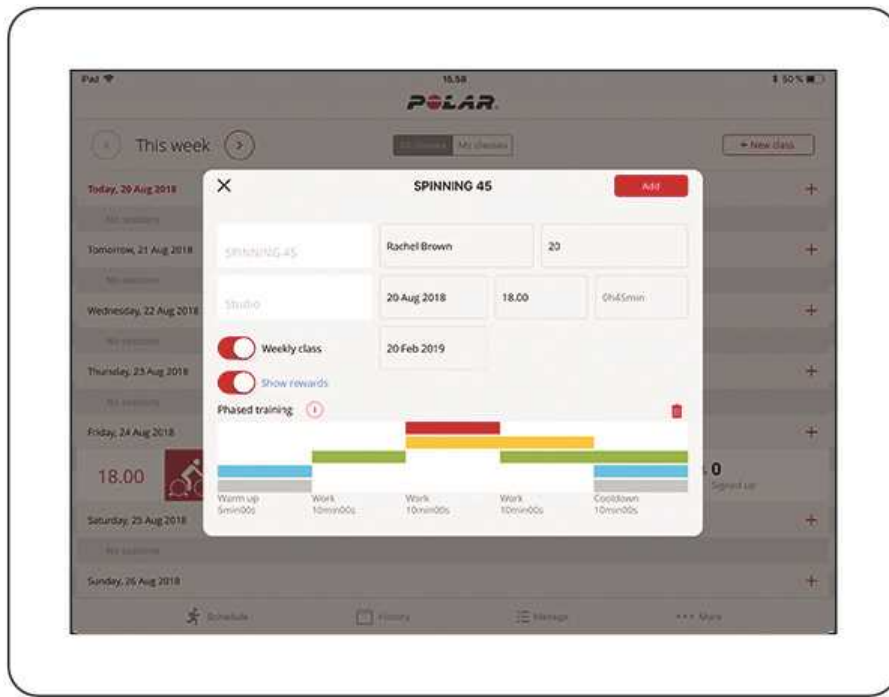 iPad 15.58 50 %
POLAR
This week All classes My classes + New class
Today, 20 Aug 2018 +
No sessions
Tomorrow, 21 Aug 2018 +
No sessions
Wednesday, 22 Aug 2018 +
No sessions
Thursday, 23 Aug 2018 +
No sessions
Friday, 24 Aug 2018 +
18.00 0
Signed up
Saturday, 25 Aug 2018 +
No sessions
Sunday, 26 Aug 2018 +
Schedule History Manage More
SPINNING 45 Add
SPINNING 45 Rachel Brown 20
Studio 20 Aug 2018 18.00 0h45min
Weekly class 20 Feb 2019
Show rewards
Phased training
Warm up Work Work Work Cooldown
5min00s 10min00s 10min00s 10min00s 10min00s